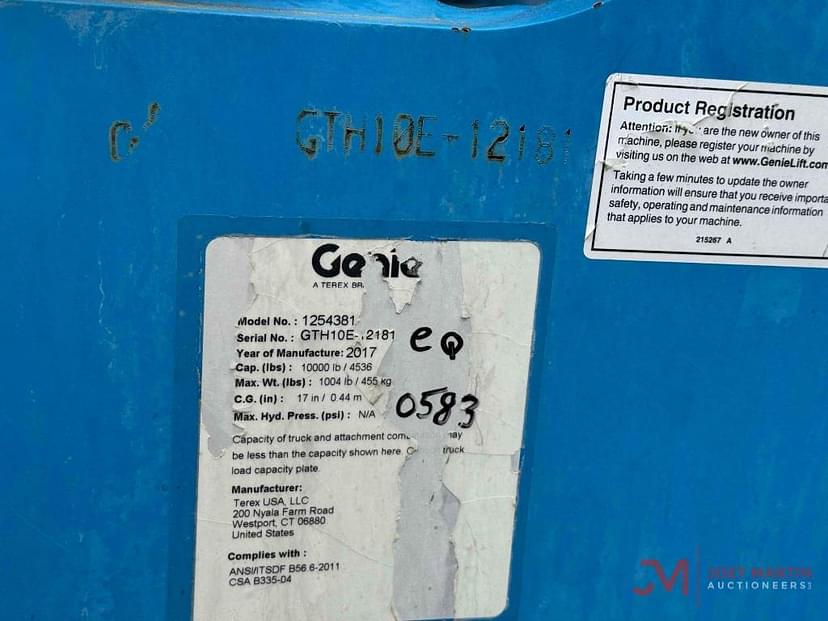 GTH10E-12181
Product Registration
Attention: If you are the new owner of this
machine, please register your machine by
visiting us on the web at www.GenieLift.com
Taking a few minutes to update the owner
information will ensure that you receive importa
safety, operating and maintenance information
that applies to your machine.
215267 A
Genie
A TEREX BR
Model No.: 1254381
Serial No.: GTH10E-12181
Year of Manufacture: 2017
Cap. (lbs): 10000 lb / 4536
Max. Wt. (lbs): 1004 lb / 455 kg
C.G. (in): 17 in / 0.44 m
Max. Hyd. Press. (psi): N/A
eQ
0583
Capacity of truck and attachment com may
be less than the capacity shown here. truck
load capacity plate.
Manufacturer:
Terex USA, LLC
200 Nyala Farm Road
Westport, CT 06880
United States
Complies with:
ANSI/ITSDF B56.6-2011
CSA B335-04
JM JOEY MARTIN
AUCTIONEERS LLC